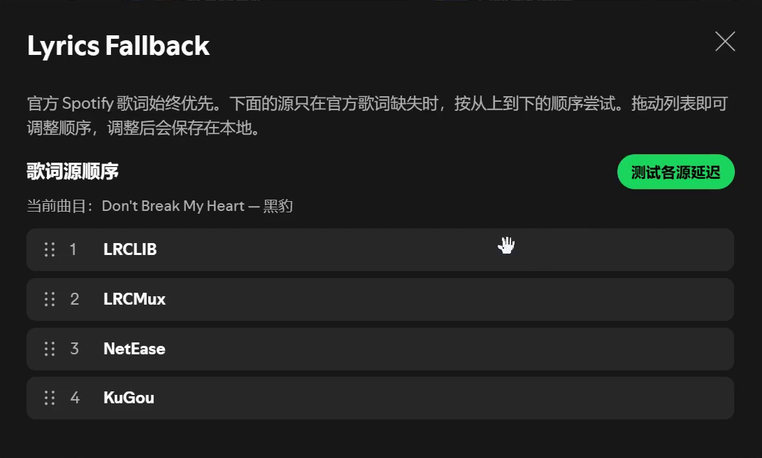 Lyrics Fallback
官方 Spotify 歌词始终优先。下面的源只在官方歌词缺失时，按从上到下的顺序尝试。拖动列表即可
调整顺序，调整后会保存在本地。
歌词源顺序
测试各源延迟
当前曲目：Don't Break My Heart — 黑豹
1 LRCLIB
2 LRCMux
3 NetEase
4 KuGou